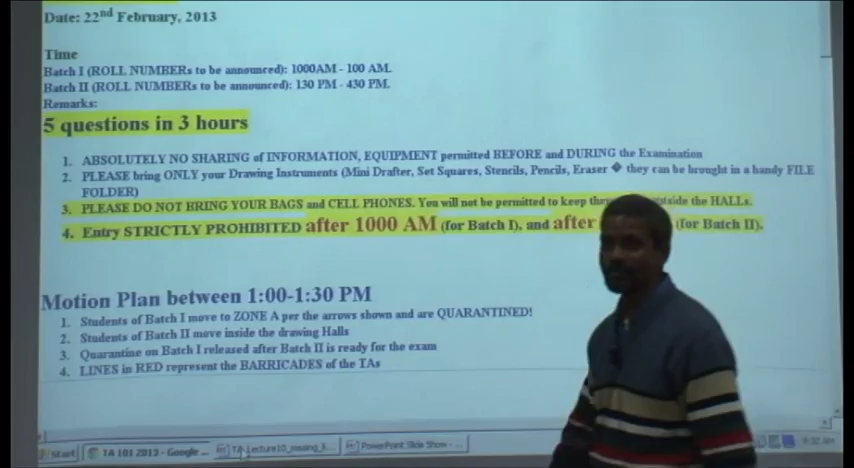 Date: 22nd February, 2013
Time
Batch I (ROLL NUMBERs to be announced): 1000AM - 100 AM.
Batch II (ROLL NUMBERs to be announced): 130 PM - 430 PM.
Remarks:
5 questions in 3 hours
1. ABSOLUTELY NO SHARING of INFORMATION, EQUIPMENT permitted BEFORE and DURING the Examination
2. PLEASE bring ONLY your Drawing Instruments (Mini Drafter, Set Squares, Stencils, Pencils, Eraser � they can be brought in a handy FILE
FOLDER)
3. PLEASE DO NOT BRING YOUR BAGS and CELL PHONES. You will not be permitted to keep outside the HALLS.
4. Entry STRICTLY PROHIBITED after 1000 AM (for Batch I), and after (for Batch II).
Motion Plan between 1:00-1:30 PM
1. Students of Batch I move to ZONE A per the arrows shown and are QUARANTINED!
2. Students of Batch II move inside the drawing Halls
3. Quarantine on Batch I released after Batch II is ready for the exam
4. LINES in RED represent the BARRICADES of the TAs
Start TA 101 2013 - Google ... PowerPoint Slide Show - ...